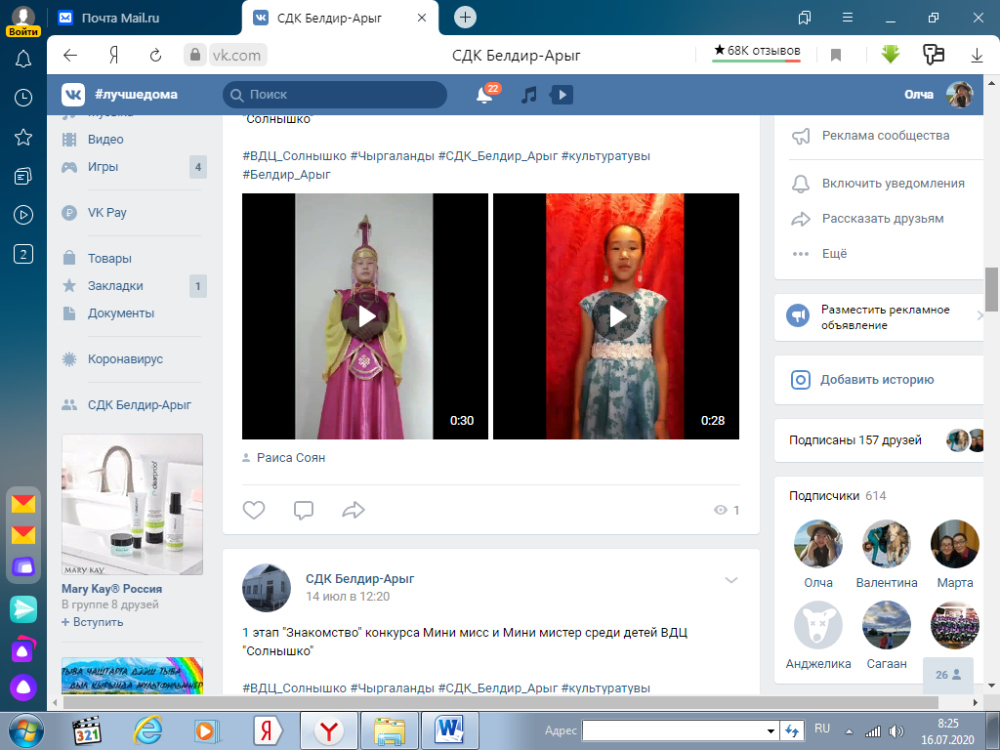 Войти
Почта Mail.ru
СДК Белдир-Арыг
vk.com
СДК Белдир-Арыг
★ 68K отзывов
#лучшедома
Поиск
22
Олча
Музыка
Видео
Игры
4
VK Pay
Товары
Закладки
1
Документы
Коронавирус
СДК Белдир-Арыг
clearproof
MARY KAY
Mary Kay® Россия
В группе 8 друзей
+ Вступить
ТЫВА ЧАШТАРГА ДЭЭШ ТЫВА
ДЫЛ КЫРЫНДА МУЛЬТФИЛЬМНЕР
"Солнышко"
#ВДЦ_Солнышко #Чыргаланды #СДК_Белдир_Арыг #культуратувы
#Белдир_Арыг
0:30
0:28
Раиса Соян
1
СДК Белдир-Арыг
14 июл в 12:20
1 этап "Знакомство" конкурса Мини мисс и Мини мистер среди детей ВДЦ
"Солнышко"
#ВДЦ_Солнышко #Чыргаланды #СДК_Белдир_Арыг #культуратувы
Реклама сообщества
Включить уведомления
Рассказать друзьям
Ещё
Разместить рекламное
объявление
Добавить историю
Подписаны 157 друзей
Подписчики 614
Олча
Валентина
Марта
Анджелика
Сагаан
26
2
321
Я
Адрес
RU
8:25
16.07.2020